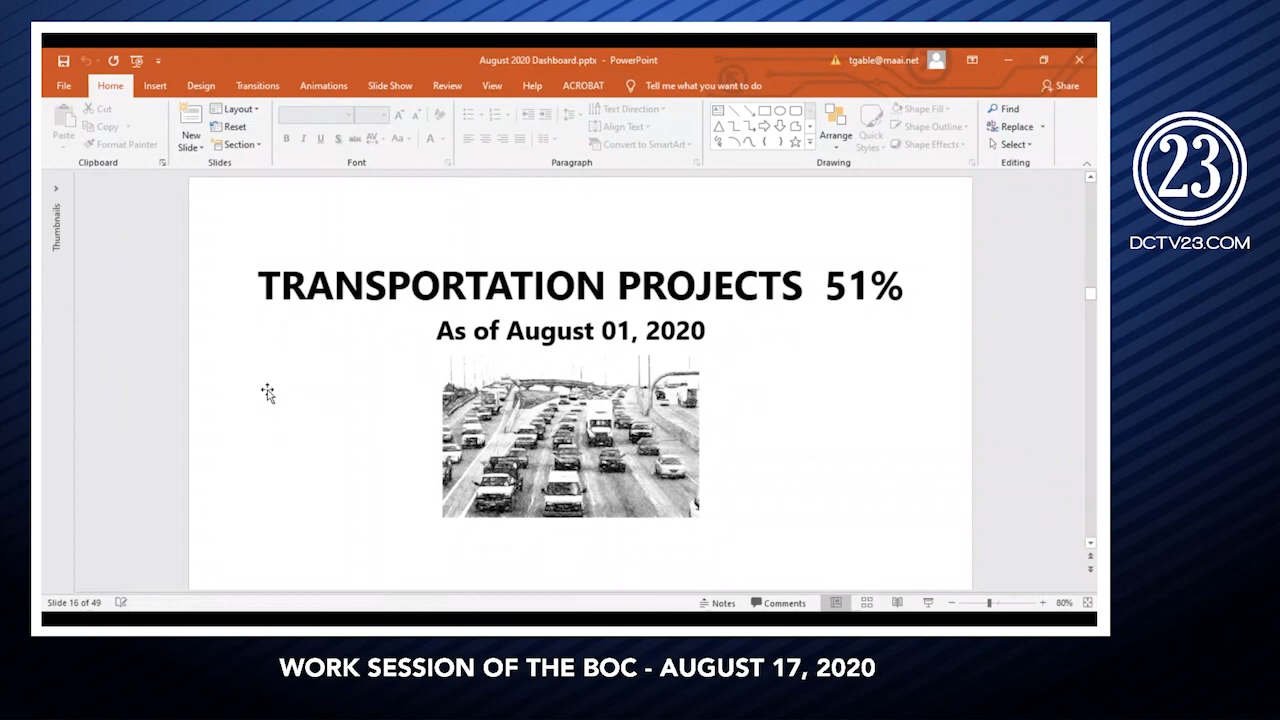 August 2020 Dashboard.pptx - PowerPoint
tgable@maai.net
File Home Insert Design Transitions Animations Slide Show Review View Help ACROBAT Tell me what you want to do Share
Paste
Cut
Copy
Format Painter
Clipboard
New
Slide
Layout
Reset
Section
Slides
B I U S abc AV Aa A
Font
Text Direction
Align Text
Convert to SmartArt
Paragraph
Arrange
Quick
Styles
Shape Fill
Shape Outline
Shape Effects
Drawing
Find
Replace
Select
Editing
Thumbnails
TRANSPORTATION PROJECTS 51%
As of August 01, 2020
Slide 16 of 49
Notes
Comments
80%
23
DCTV23.COM
WORK SESSION OF THE BOC - AUGUST 17, 2020